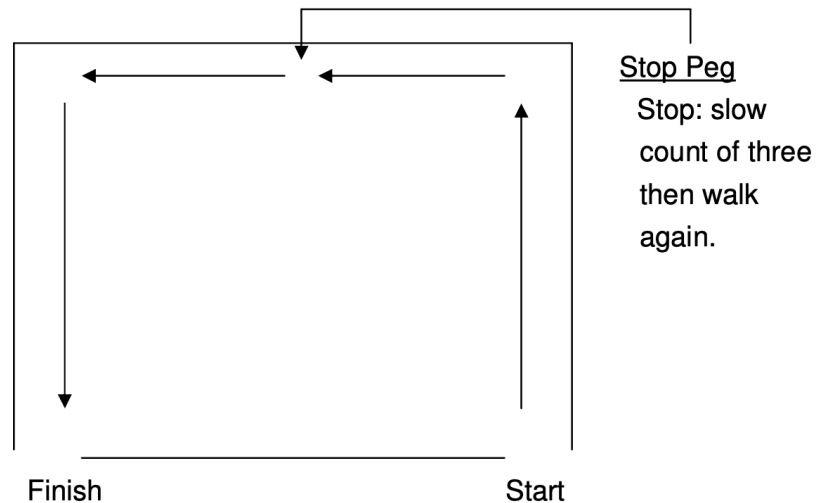 Stop Peg
Stop: slow
count of three
then walk
again.
Finish
Start